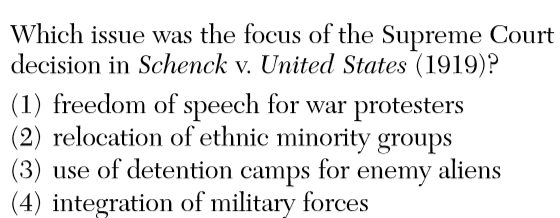 Which issue was the focus of the Supreme Court
decision in Schenck v. United States (1919)?
(1) freedom of speech for war protesters
(2) relocation of ethnic minority groups
(3) use of detention camps for enemy aliens
(4) integration of military forces